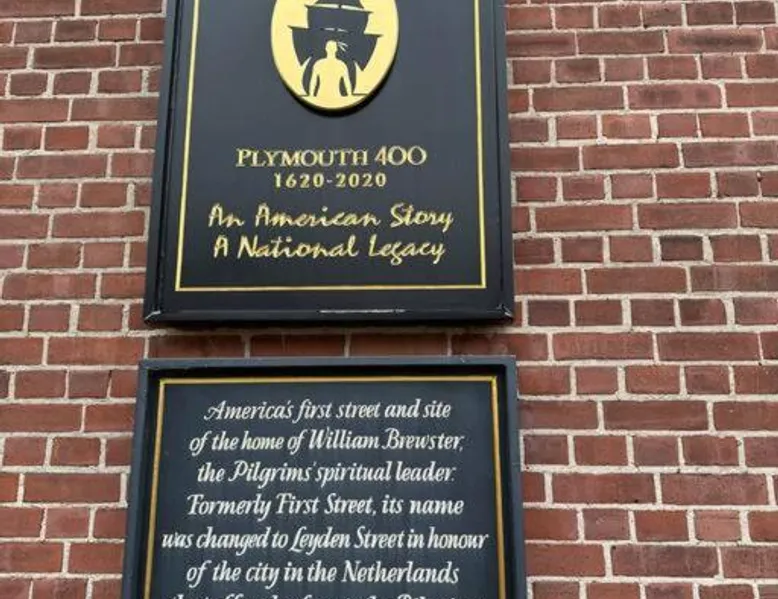 PLYMOUTH 400
1620-2020
An American Story
A National Legacy
America's first street and site
of the home of William Brewster,
the Pilgrims' spiritual leader.
Formerly First Street, its name
was changed to Leyden Street in honour
of the city in the Netherlands